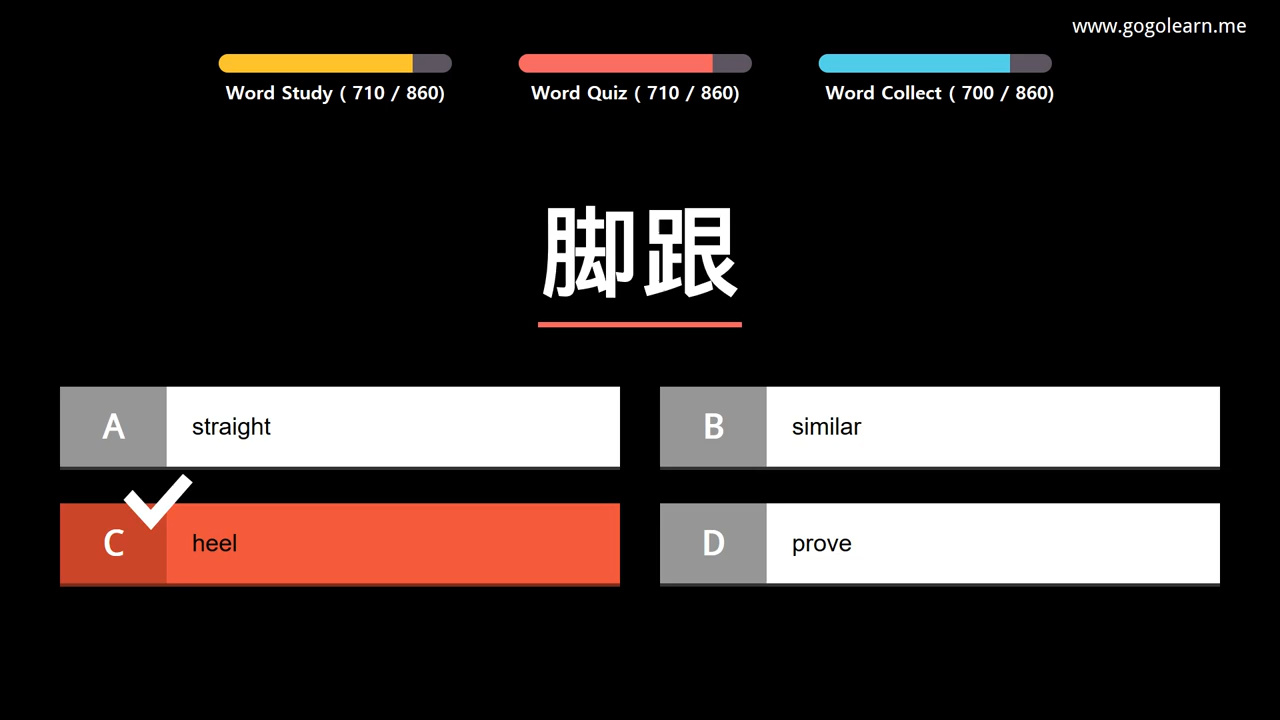 www.gogolearn.me
Word Study ( 710 / 860)
Word Quiz ( 710 / 860)
Word Collect ( 700 / 860)
脚跟
A straight
B similar
C heel
D prove